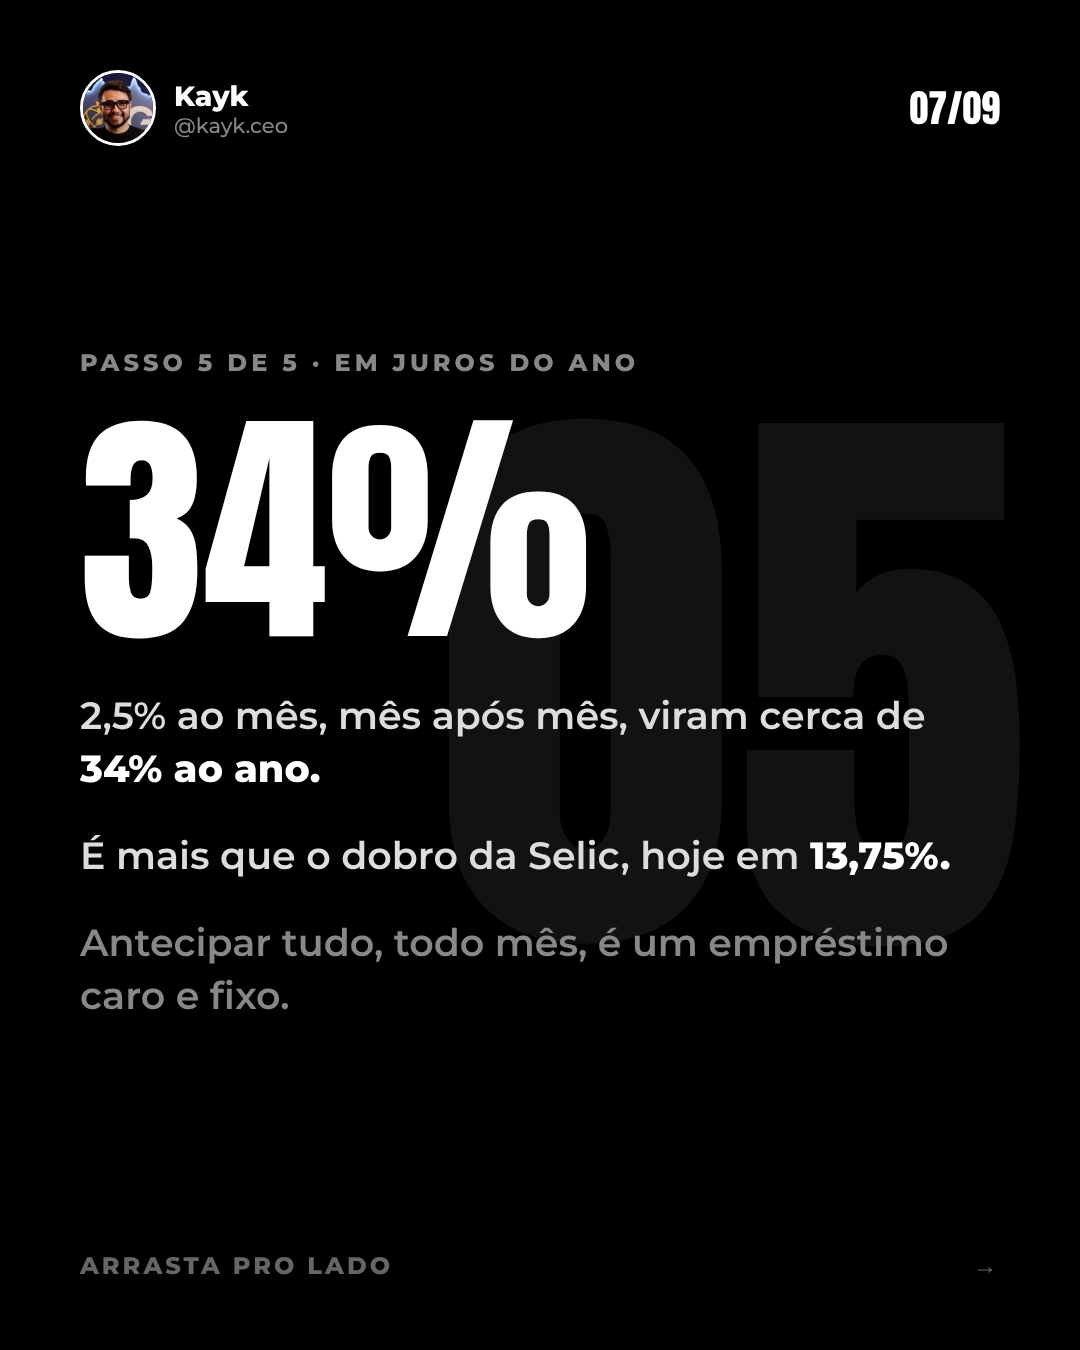 Kayk
@kayk.ceo
07/09
PASSO 5 DE 5 · EM JUROS DO ANO
34%
05
2,5% ao mês, mês após mês, viram cerca de
34% ao ano.
É mais que o dobro da Selic, hoje em 13,75%.
Antecipar tudo, todo mês, é um empréstimo
caro e fixo.
ARRASTA PRO LADO →